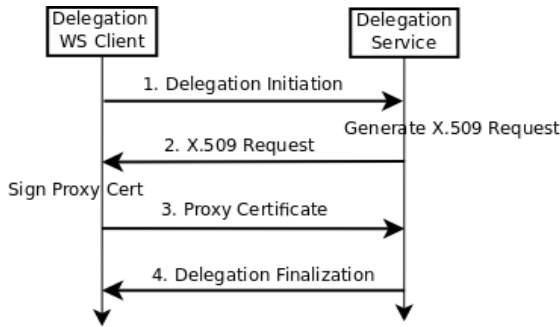 Delegation
WS Client
Delegation
Service
1. Delegation Initiation
Generate X.509 Request
2. X.509 Request
Sign Proxy Cert
3. Proxy Certificate
4. Delegation Finalization